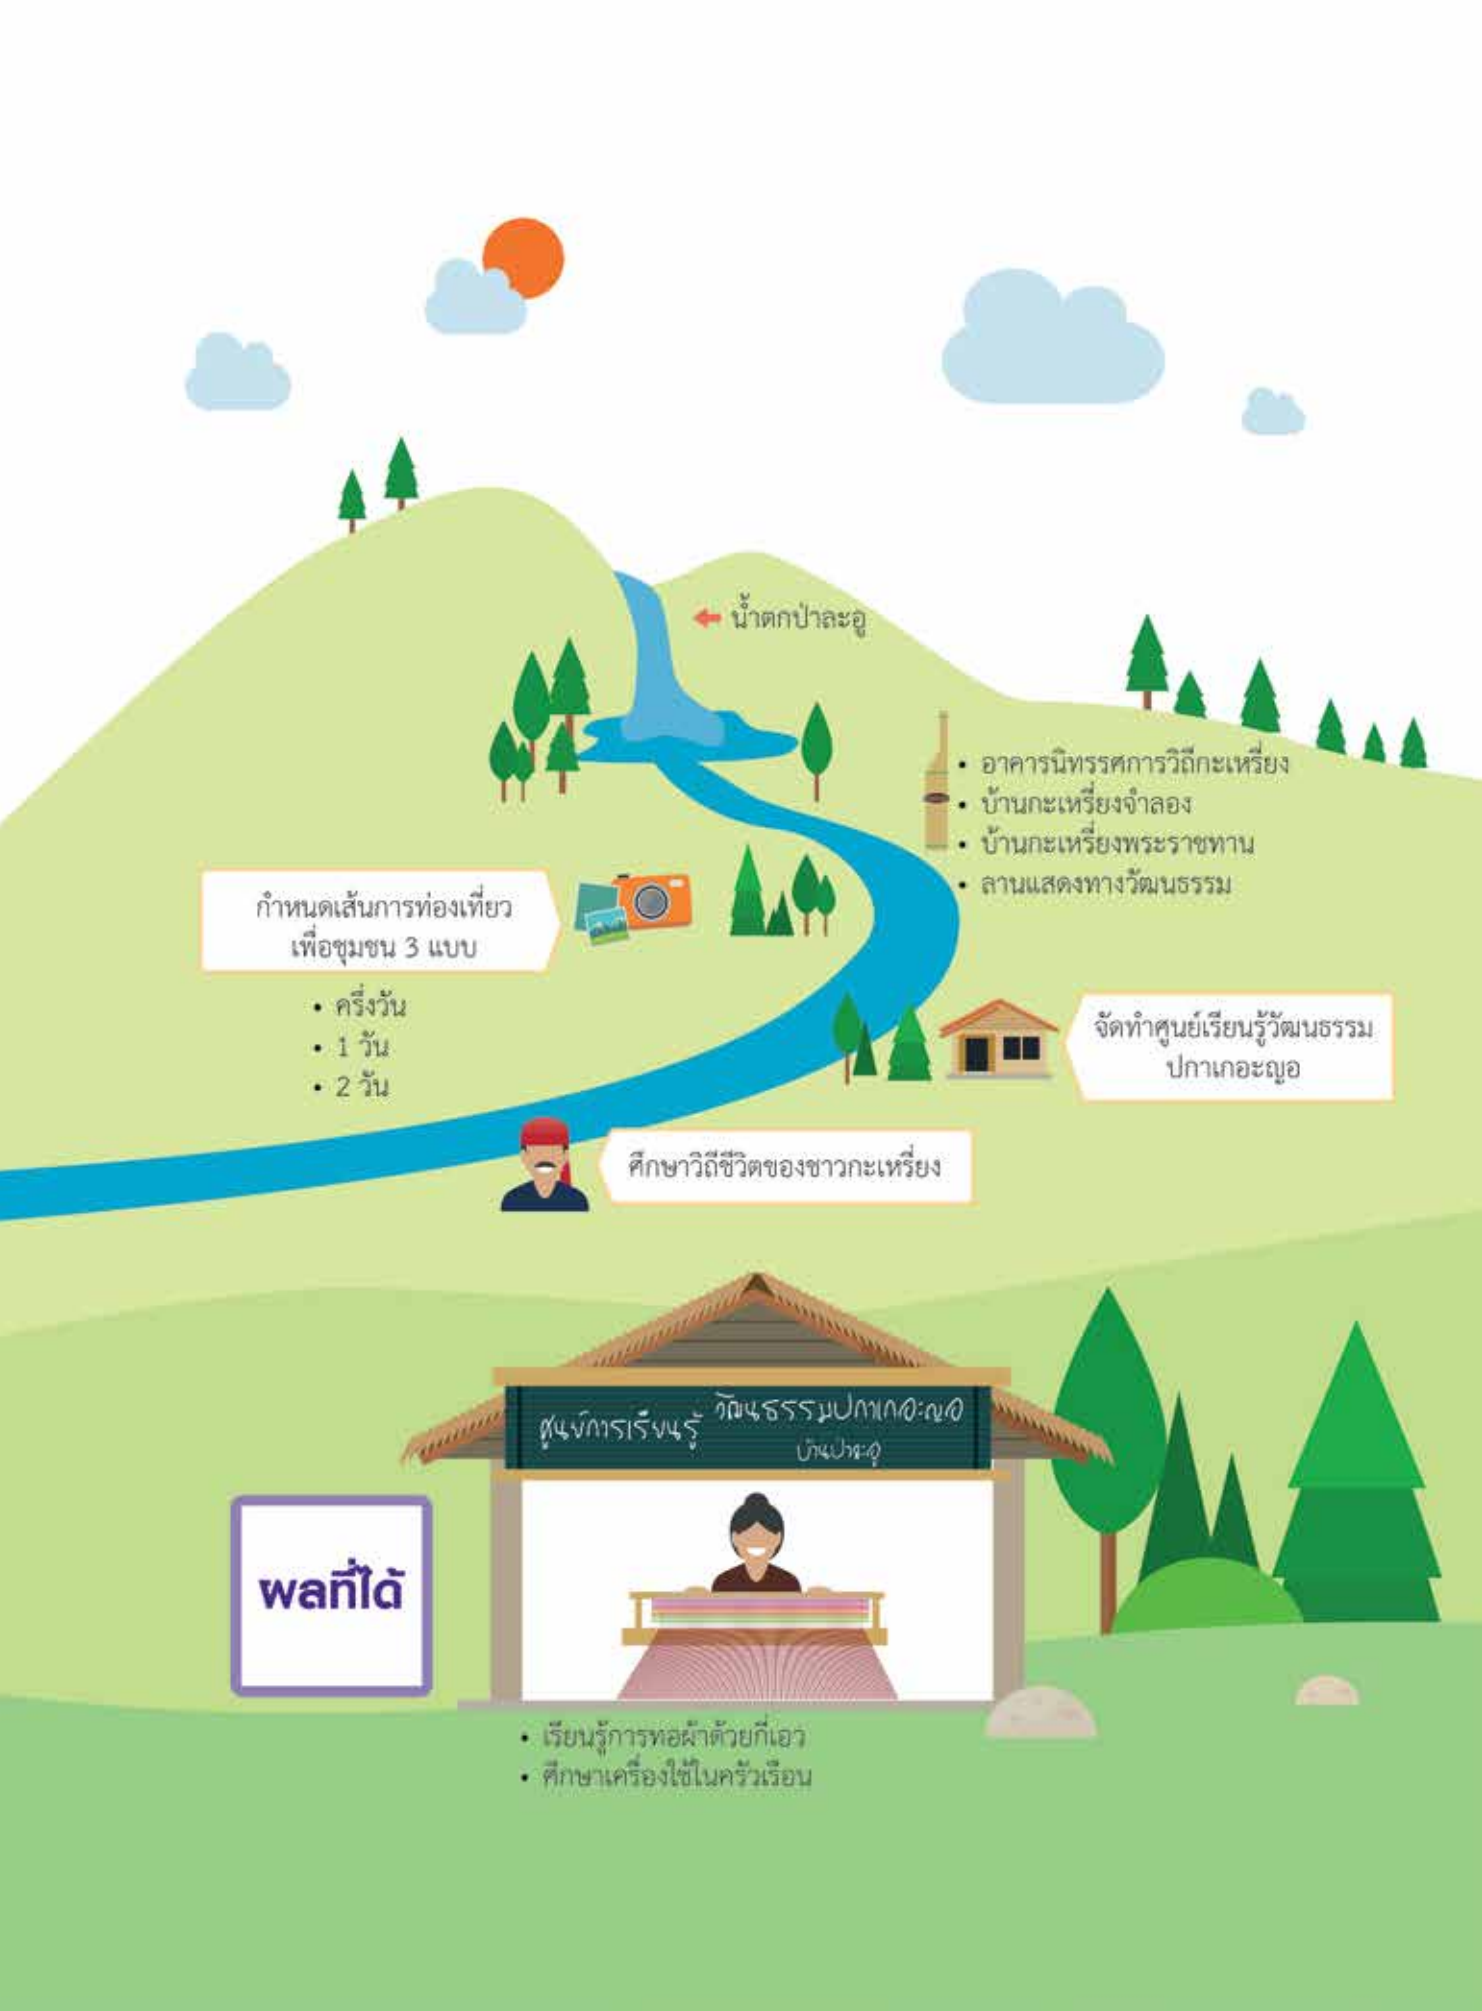 น้ำตกป่าละอู
• อาคารนิทรรศการวิถีกะเหรี่ยง
• บ้านกะเหรี่ยงจำลอง
• บ้านกะเหรี่ยงพระราชทาน
• ลานแสดงทางวัฒนธรรม
กำหนดเส้นการท่องเที่ยว
เพื่อชุมชน 3 แบบ
• ครึ่งวัน
• 1 วัน
• 2 วัน
จัดทำศูนย์เรียนรู้วัฒนธรรม
ปกาเกอะญอ
ศึกษาวิถีชีวิตของชาวกะเหรี่ยง
ศูนย์การเรียนรู้ วัฒนธรรมปกาเกอะญอ
บ้านป่าละอู
ผลที่ได้
• เรียนรู้การทอผ้าด้วยกี่เอว
• ศึกษาเครื่องใช้ในครัวเรือน